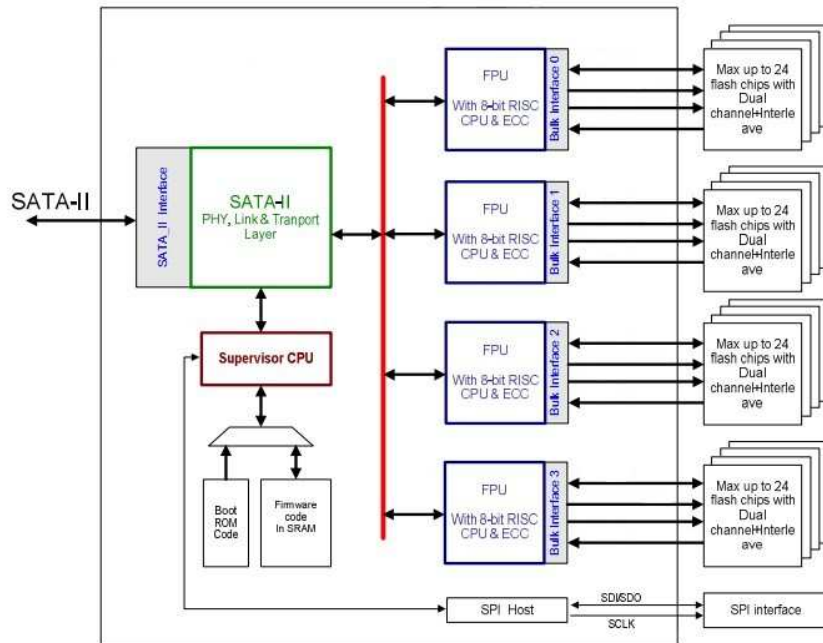 SATA-II
SATA_II Interface
SATA-II
PHY, Link & Tranport
Layer
Supervisor CPU
Boot
ROM
Code
Firmware
code
In SRAM
FPU
With 8-bit RISC
CPU & ECC
Bulk Interface 0
Max up to 24
flash chips with
Dual
channel+Interle
ave
FPU
With 8-bit RISC
CPU & ECC
Bulk Interface 1
Max up to 24
flash chips with
Dual
channel+Interle
ave
FPU
With 8-bit RISC
CPU & ECC
Bulk Interface 2
Max up to 24
flash chips with
Dual
channel+Interle
ave
FPU
With 8-bit RISC
CPU & ECC
Bulk Interface 3
Max up to 24
flash chips with
Dual
channel+Interle
ave
SPI Host
SDI/SDO
SCLK
SPI interface